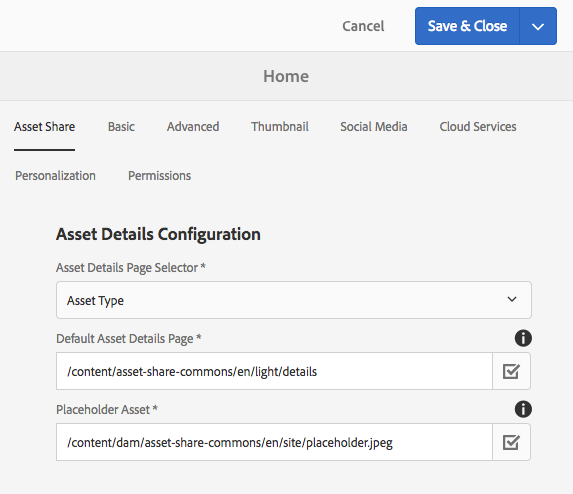 Cancel
Save & Close
Home
Asset Share
Basic
Advanced
Thumbnail
Social Media
Cloud Services
Personalization
Permissions
Asset Details Configuration
Asset Details Page Selector *
Asset Type
Default Asset Details Page *
/content/asset-share-commons/en/light/details
Placeholder Asset *
/content/dam/asset-share-commons/en/site/placeholder.jpeg